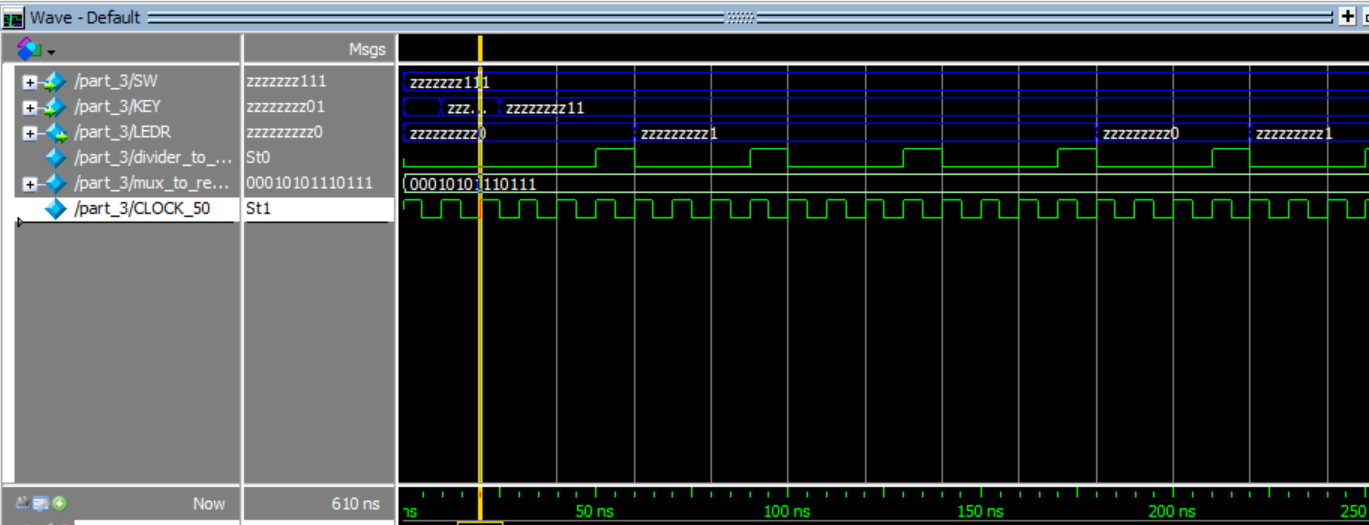 Wave - Default
Msgs
/part_3/SW zzzzzzz111 zzzzzzz111
/part_3/KEY zzzzzzzz01 zzz... zzzzzzzz11
/part_3/LEDR zzzzzzzzz0 zzzzzzzzz0 zzzzzzzzz1 zzzzzzzzz0 zzzzzzzzz1
/part_3/divider_to_... St0
/part_3/mux_to_re... 00010101110111 00010101110111
/part_3/CLOCK_50 St1
Now 610 ns ns 50 ns 100 ns 150 ns 200 ns 250